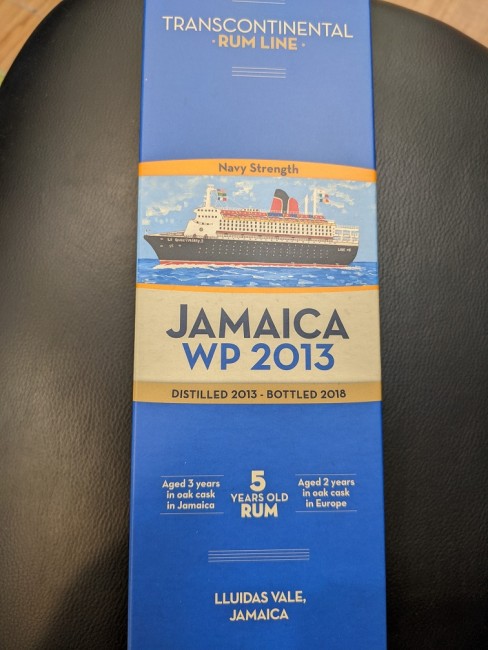 TRANSCONTINENTAL
· RUM LINE ·
Navy Strength
JAMAICA
WP 2013
DISTILLED 2013 - BOTTLED 2018
Aged 3 years
in oak cask
in Jamaica
5
YEARS OLD
RUM
Aged 2 years
in oak cask
in Europe
LLUIDAS VALE,
JAMAICA